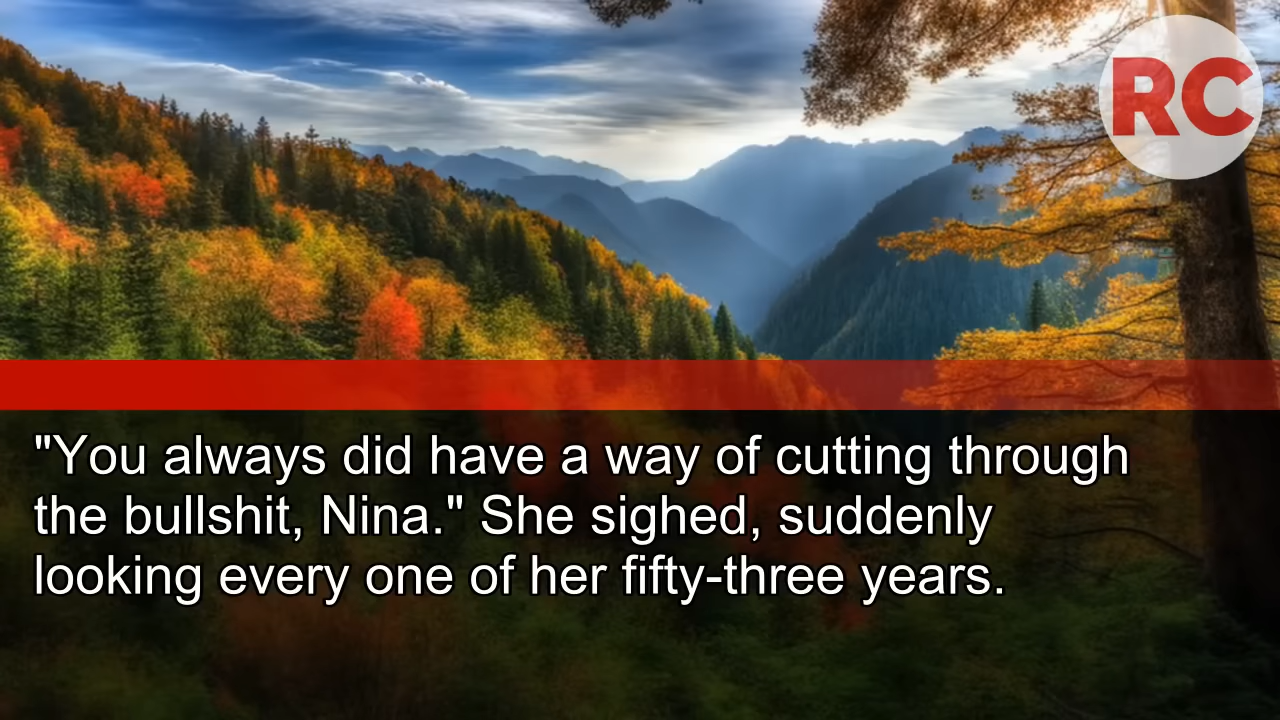 RC
"You always did have a way of cutting through
the bullshit, Nina." She sighed, suddenly
looking every one of her fifty-three years.